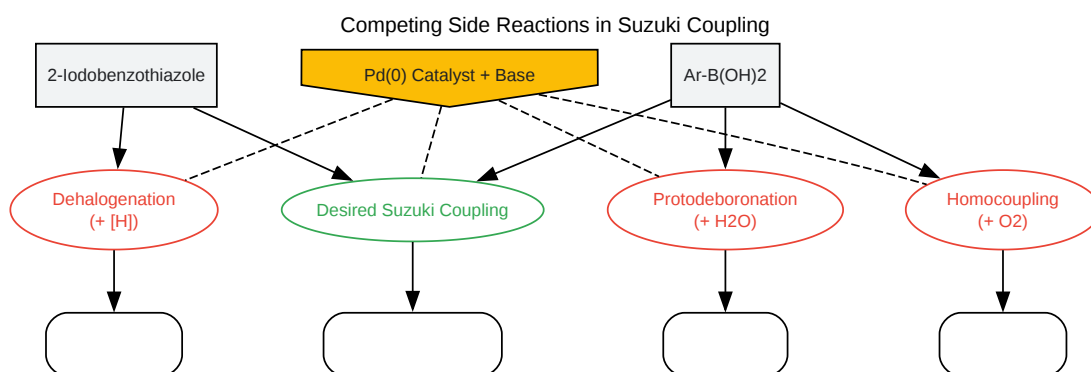 Competing Side Reactions in Suzuki Coupling
2-Iodobenzothiazole
Pd(0) Catalyst + Base
Ar-B(OH)2
Dehalogenation
(+ [H])
Desired Suzuki Coupling
Protodeboronation
(+ H2O)
Homocoupling
(+ O2)